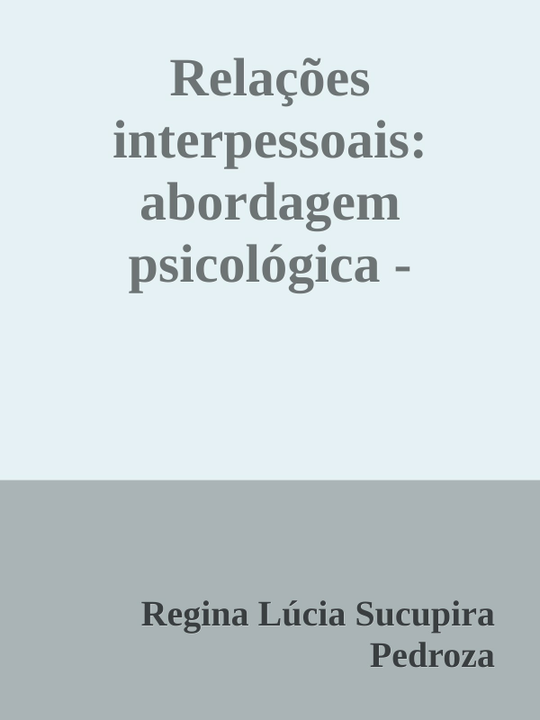 Relações
interpessoais:
abordagem
psicológica -
Regina Lúcia Sucupira
Pedroza